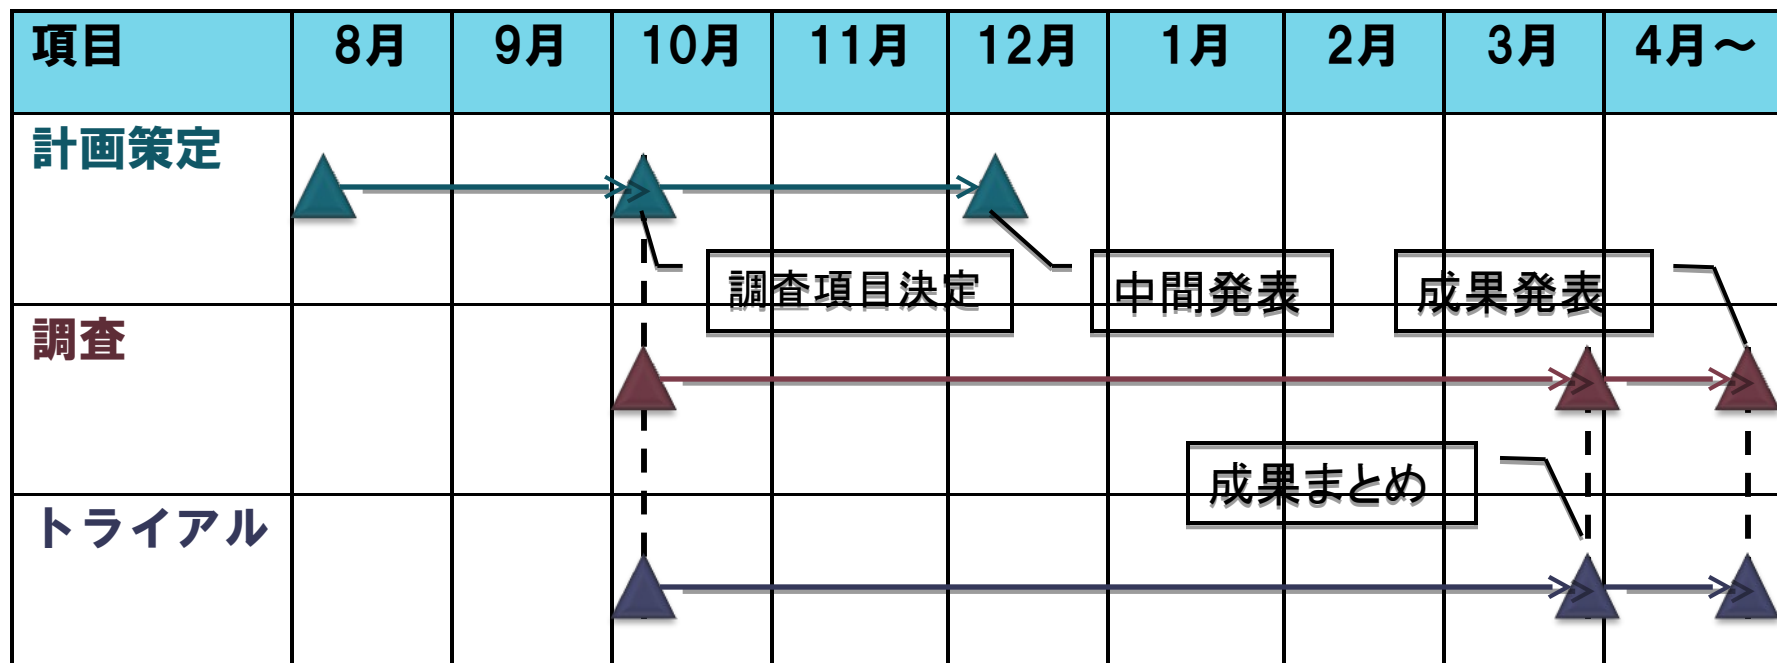 項目 8月 9月 10月 11月 12月 1月 2月 3月 4月～
計画策定
調査項目決定 中間発表 成果発表
調査
成果まとめ
トライアル